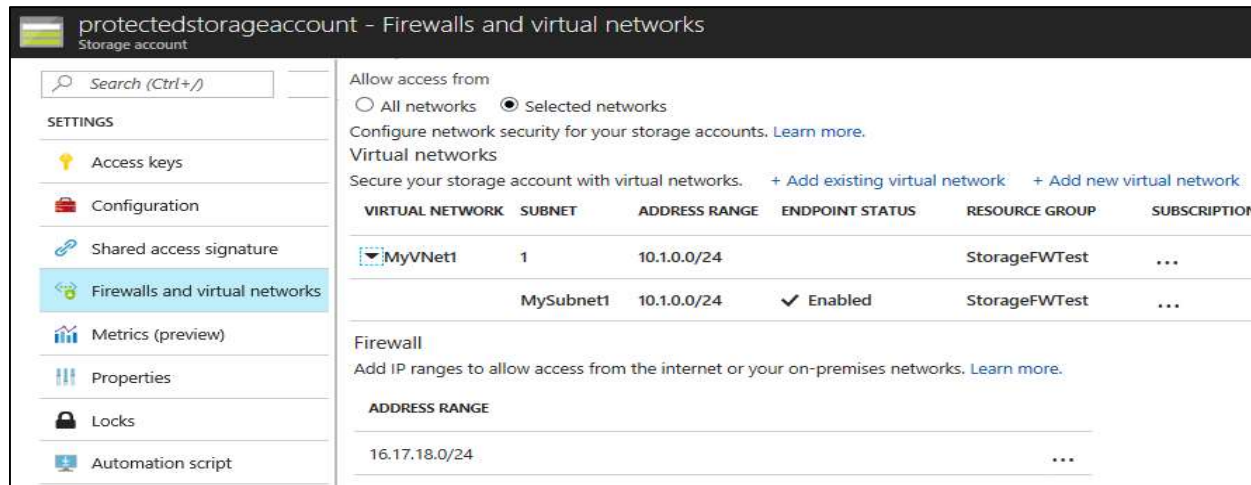 protectedstorageaccount - Firewalls and virtual networks
Storage account
Search (Ctrl+/)
SETTINGS
Access keys
Configuration
Shared access signature
Firewalls and virtual networks
Metrics (preview)
Properties
Locks
Automation script
Allow access from
All networks Selected networks
Configure network security for your storage accounts. Learn more.
Virtual networks
Secure your storage account with virtual networks. + Add existing virtual network + Add new virtual network
VIRTUAL NETWORK SUBNET ADDRESS RANGE ENDPOINT STATUS RESOURCE GROUP SUBSCRIPTION
MyVNet1 1 10.1.0.0/24 StorageFWTest ...
MySubnet1 10.1.0.0/24 ✓ Enabled StorageFWTest ...
Firewall
Add IP ranges to allow access from the internet or your on-premises networks. Learn more.
ADDRESS RANGE
16.17.18.0/24 ...